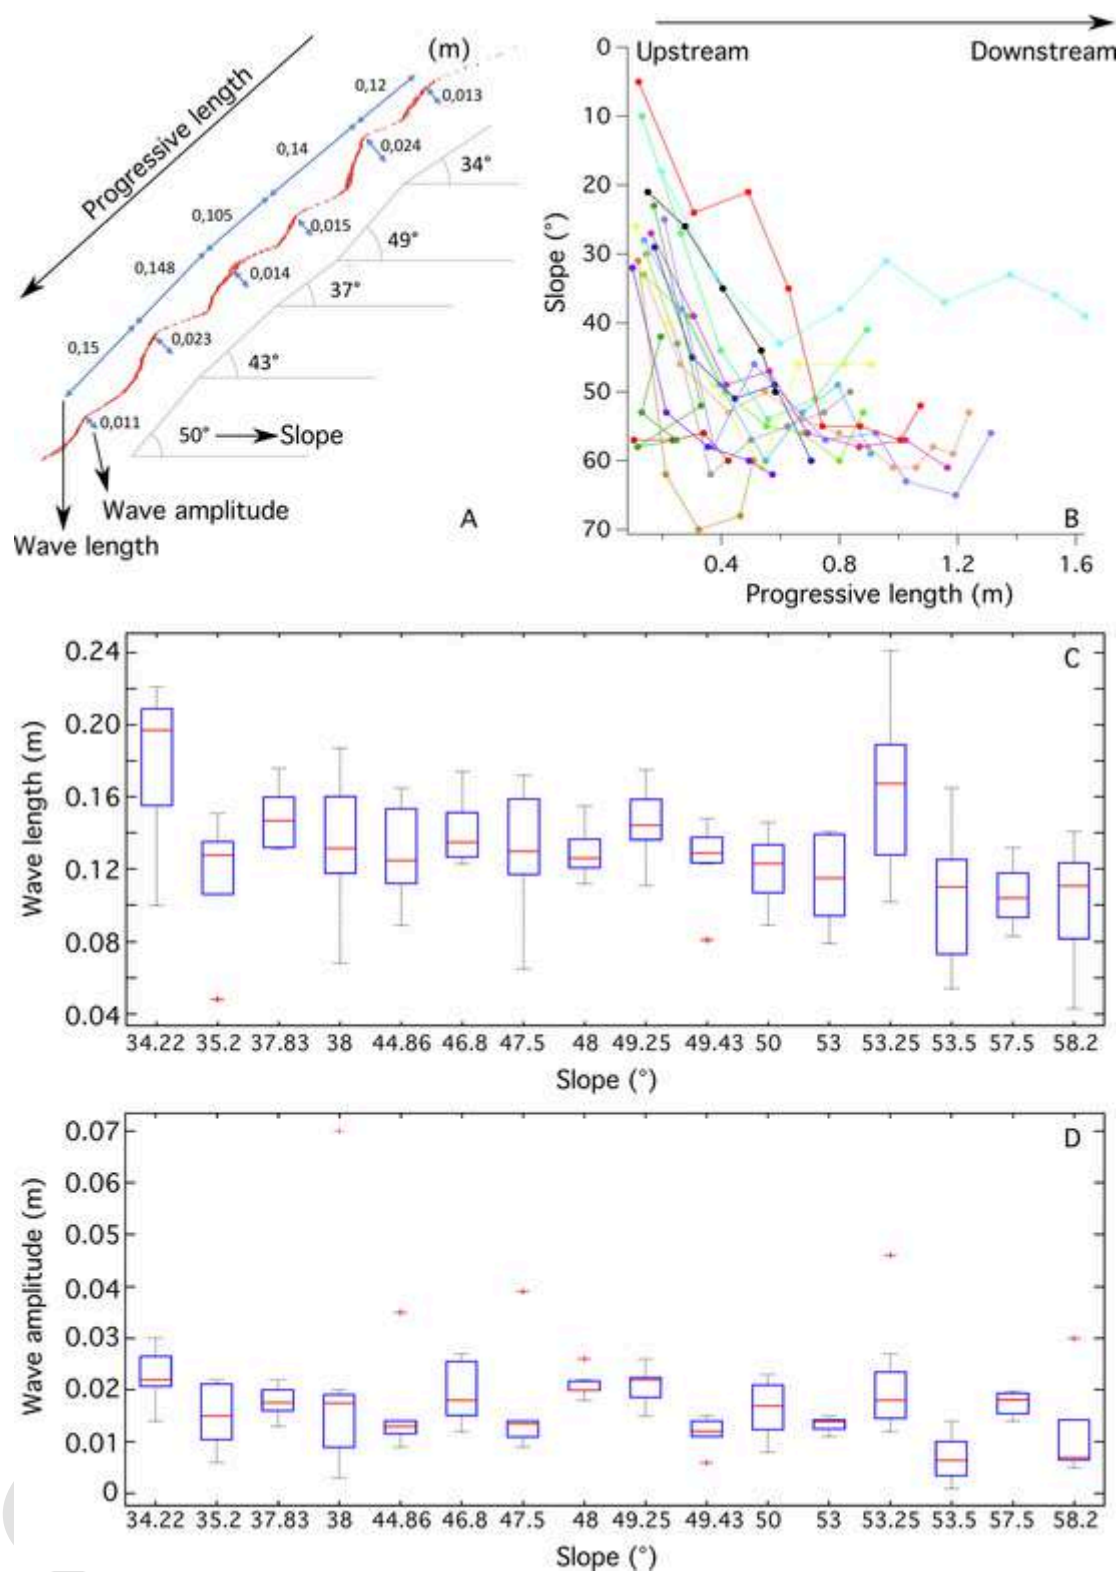 (m)
Progressive length
0,12
0,013
0,14
0,024
34°
0,105
0,015
49°
0,148
0,014
37°
0,15
0,023
43°
0,011
50°
Slope
Wave amplitude
A
Wave length
Upstream
Downstream
0
10
20
30
40
50
60
70
Slope (°)
B
0.4
0.8
1.2
1.6
Progressive length (m)
C
0.24
0.20
0.16
0.12
0.08
0.04
Wave length (m)
34.22 35.2 37.83 38 44.86 46.8 47.5 48 49.25 49.43 50 53 53.25 53.5 57.5 58.2
Slope (°)
D
0.07
0.06
0.05
0.04
0.03
0.02
0.01
0
Wave amplitude (m)
34.22 35.2 37.83 38 44.86 46.8 47.5 48 49.25 49.43 50 53 53.25 53.5 57.5 58.2
Slope (°)